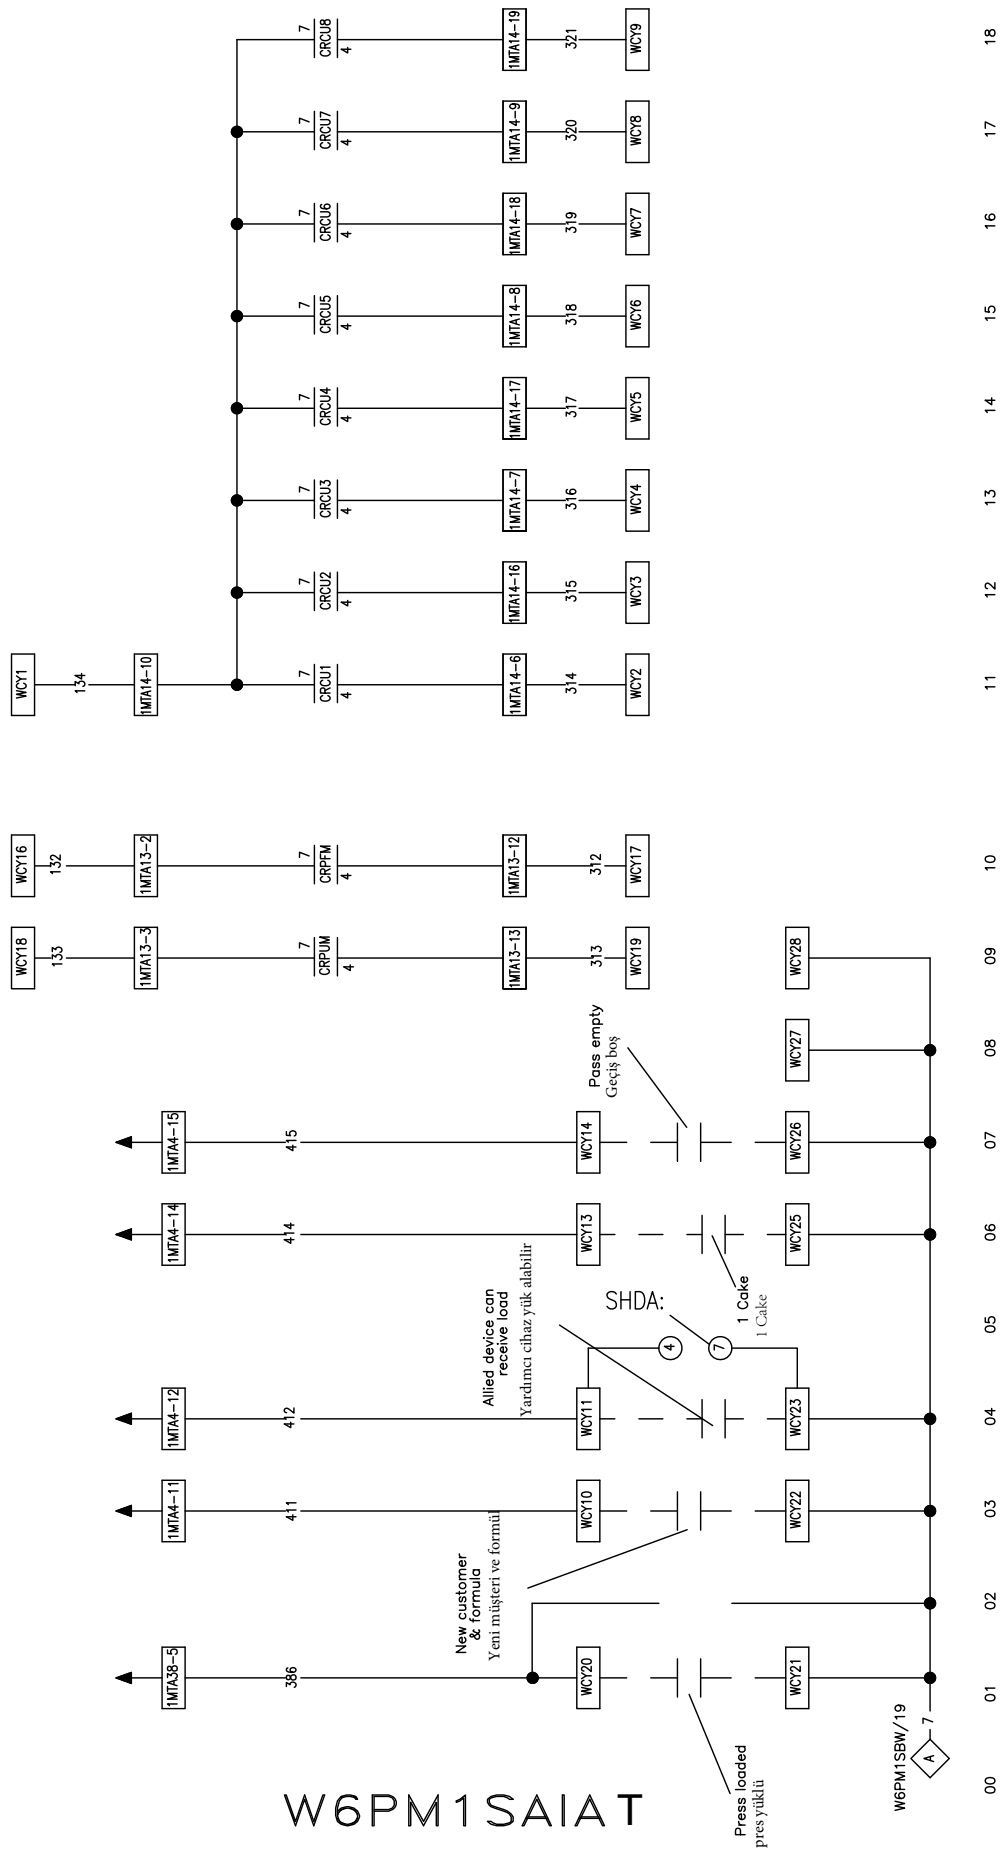 W6PM1SAIAT
WCY18
133
1MTA13-3
7
CRPUM
4
1MTA13-13
313
WCY19
WCY16
132
1MTA13-2
7
CRPFM
4
1MTA13-12
312
WCY17
WCY1
134
1MTA14-10
7
CRCU1
4
1MTA14-6
314
WCY2
7
CRCU2
4
1MTA14-16
315
WCY3
7
CRCU3
4
1MTA14-7
316
WCY4
7
CRCU4
4
1MTA14-17
317
WCY5
7
CRCU5
4
1MTA14-8
318
WCY6
7
CRCU6
4
1MTA14-18
319
WCY7
7
CRCU7
4
1MTA14-9
320
WCY8
7
CRCU8
4
1MTA14-19
321
WCY9
1MTA38-5
386
WCY20
WCY21
Press loaded
pres yüklü
New customer
& formula
Yeni müşteri ve formül
1MTA4-11
411
WCY10
WCY22
Allied device can
receive load
Yardımcı cihaz yük alabilir
1MTA4-12
412
WCY11
WCY23
SHDA:
4
7
1MTA4-14
414
WCY13
WCY25
1 Cake
1 Cake
1MTA4-15
415
WCY14
WCY26
Pass empty
Geçiş boş
WCY27
WCY28
W6PM1SBW/19
A
7
00
01
02
03
04
05
06
07
08
09
10
11
12
13
14
15
16
17
18